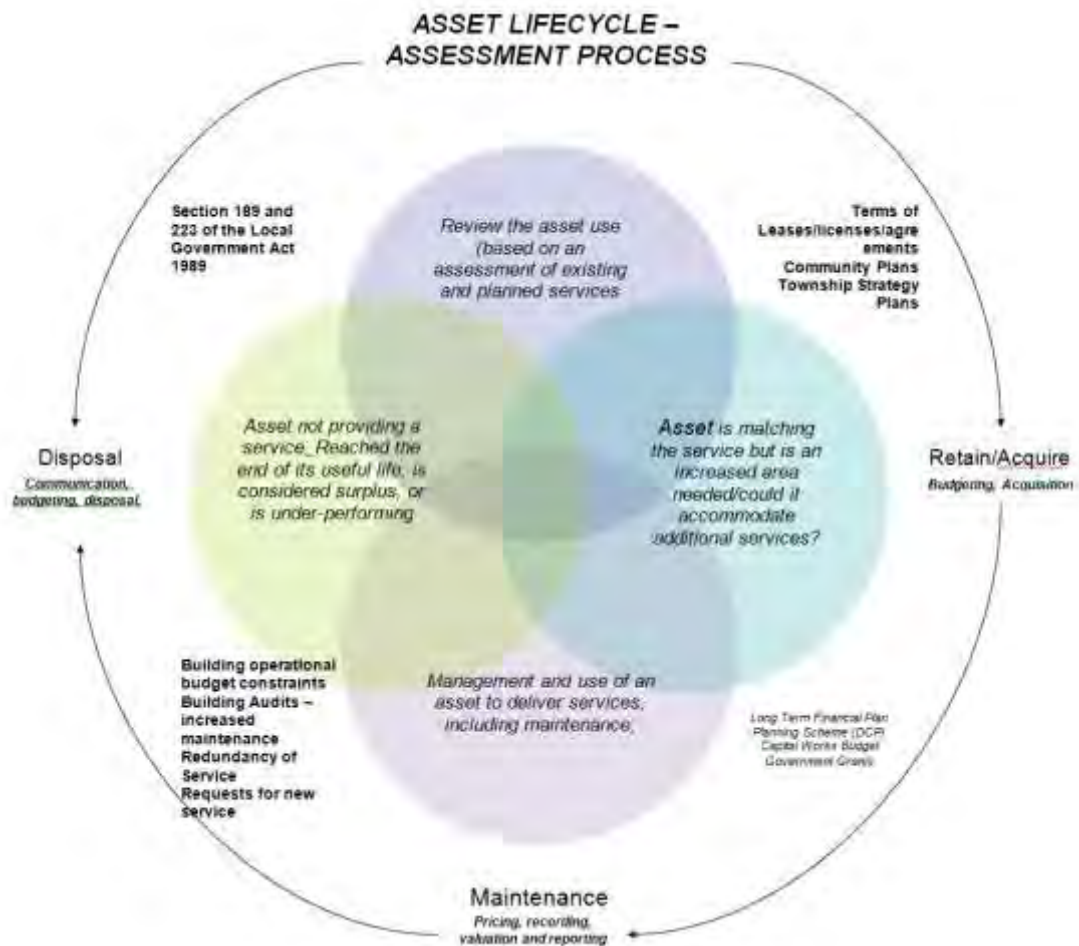 ASSET LIFECYCLE –
ASSESSMENT PROCESS
Section 189 and
223 of the Local
Government Act
1989
Review the asset use
(based on an
assessment of existing
and planned services
Terms of
Leases/licenses/agre
ements
Community Plans
Township Strategy
Plans
Disposal
Communication,
budgeting, disposal,
Asset not providing a
service. Reached the
end of its useful life, is
considered surplus, or
is under-performing
Asset is matching
the service but is an
increased area
needed/could it
accommodate
additional services?
Retain/Acquire
Budgeting, Acquisition
Building operational
budget constraints
Building Audits –
increased
maintenance
Redundancy of
Service
Requests for new
service
Management and use of an
asset to deliver services,
including maintenance,
Long Term Financial Plan
Planning Scheme (DCP)
Capital Works Budget
Government Grants
Maintenance
Pricing, recording,
valuation and reporting